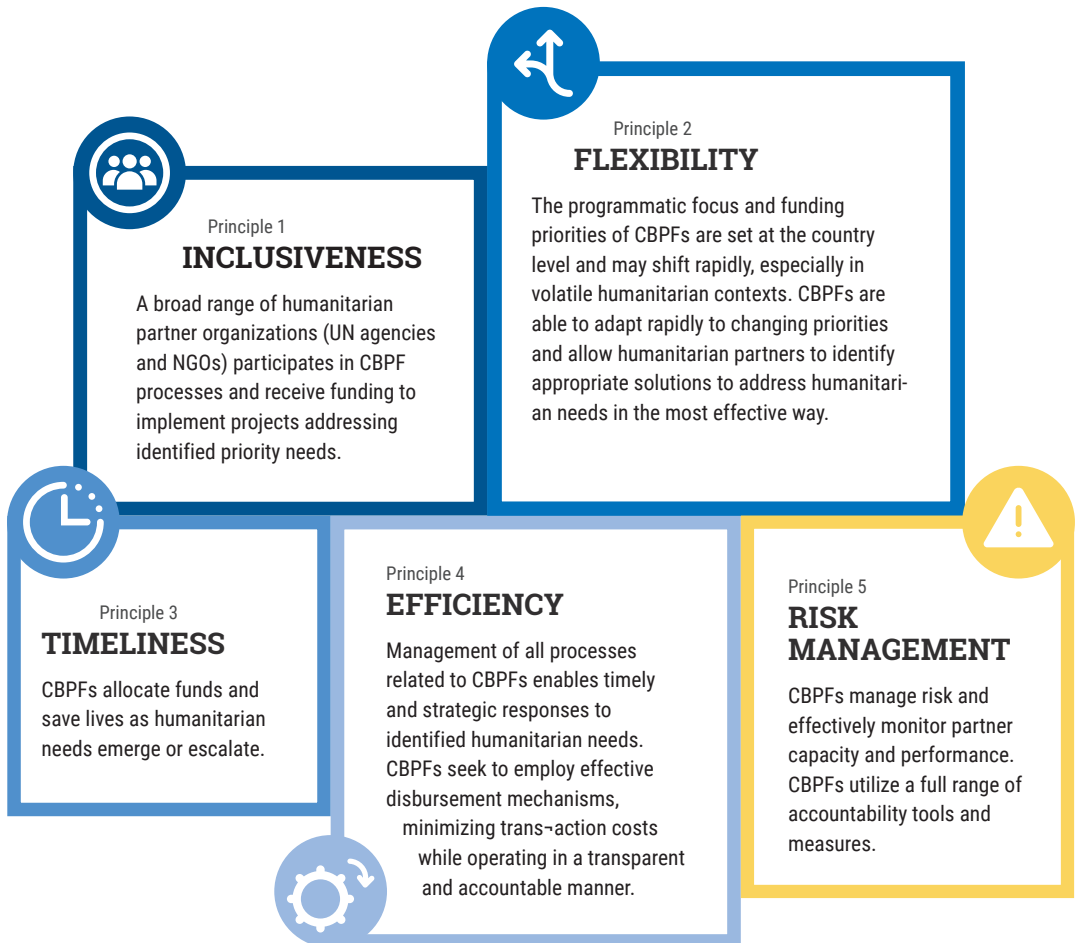 Principle 1
INCLUSIVENESS
A broad range of humanitarian
partner organizations (UN agencies
and NGOs) participates in CBPF
processes and receive funding to
implement projects addressing
identified priority needs.
Principle 2
FLEXIBILITY
The programmatic focus and funding
priorities of CBPFs are set at the country
level and may shift rapidly, especially in
volatile humanitarian contexts. CBPFs are
able to adapt rapidly to changing priorities
and allow humanitarian partners to identify
appropriate solutions to address humanitari-
an needs in the most effective way.
Principle 3
TIMELINESS
CBPFs allocate funds and
save lives as humanitarian
needs emerge or escalate.
Principle 4
EFFICIENCY
Management of all processes
related to CBPFs enables timely
and strategic responses to
identified humanitarian needs.
CBPFs seek to employ effective
disbursement mechanisms,
minimizing trans¬action costs
while operating in a transparent
and accountable manner.
Principle 5
RISK
MANAGEMENT
CBPFs manage risk and
effectively monitor partner
capacity and performance.
CBPFs utilize a full range of
accountability tools and
measures.